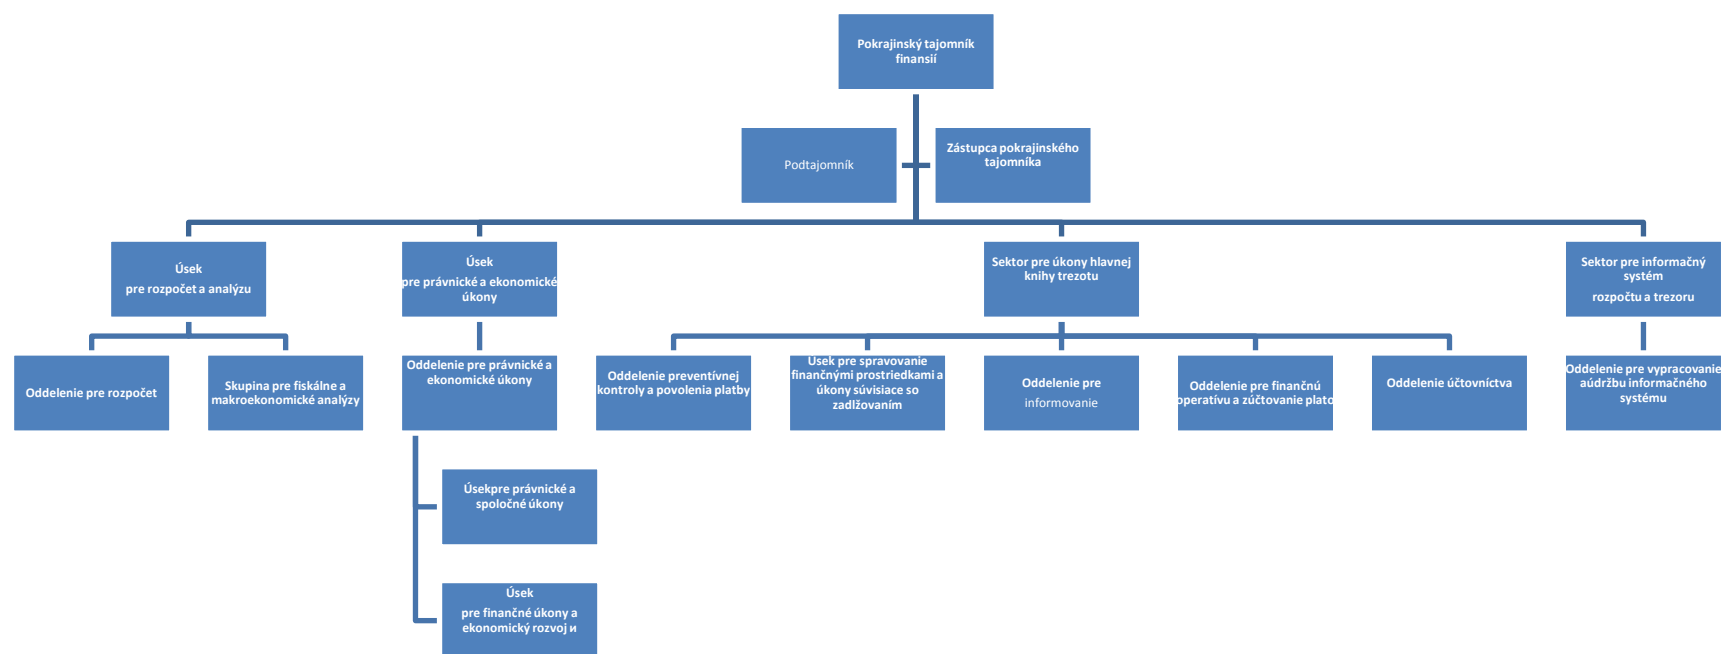 Pokrajinský tajomník
finansií
Podtajomník
Zástupca pokrajinského
tajomníka
Úsek
pre rozpočet a analýzu
Úsek
pre právnické a ekonomické
úkony
Sektor pre úkony hlavnej
knihy trezotu
Sektor pre informačný
systém
rozpočtu a trezoru
Oddelenie pre rozpočet
Skupina pre fiskálne a
makroekonomické analýzy
Oddelenie pre právnické a
ekonomické úkony
Oddelenie preventívnej
kontroly a povolenia platby
Úsek pre spravovanie
finančnými prostriedkami a
úkony súvisiace so
zadlžovaním
Oddelenie pre
informovanie
Oddelenie pre finančnú
operatívu a zúčtovanie plato
Oddelenie účtovníctva
Oddelenie pre vypracovanie
aúdržbu informačného
systému
Úsekpre právnické a
spoločné úkony
Úsek
pre finančné úkony a
ekonomický rozvoj и